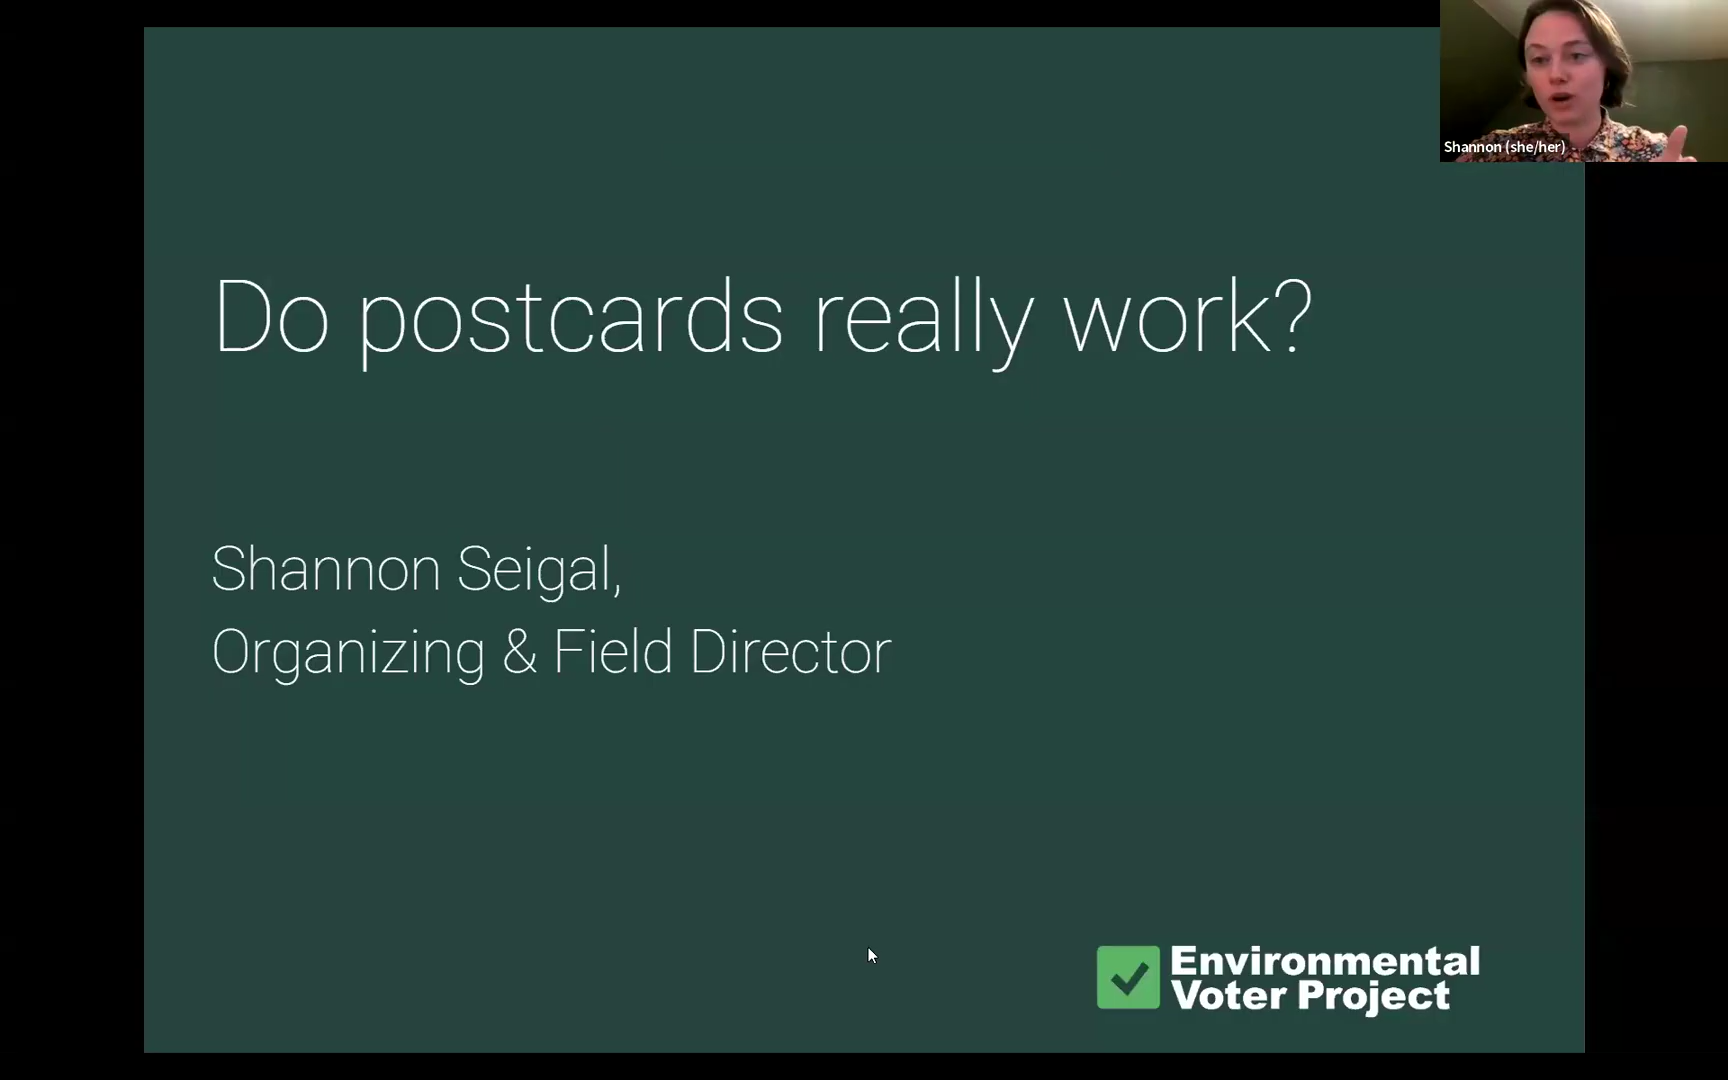 Shannon (she/her)
Do postcards really work?
Shannon Seigal,
Organizing & Field Director
Environmental
Voter Project